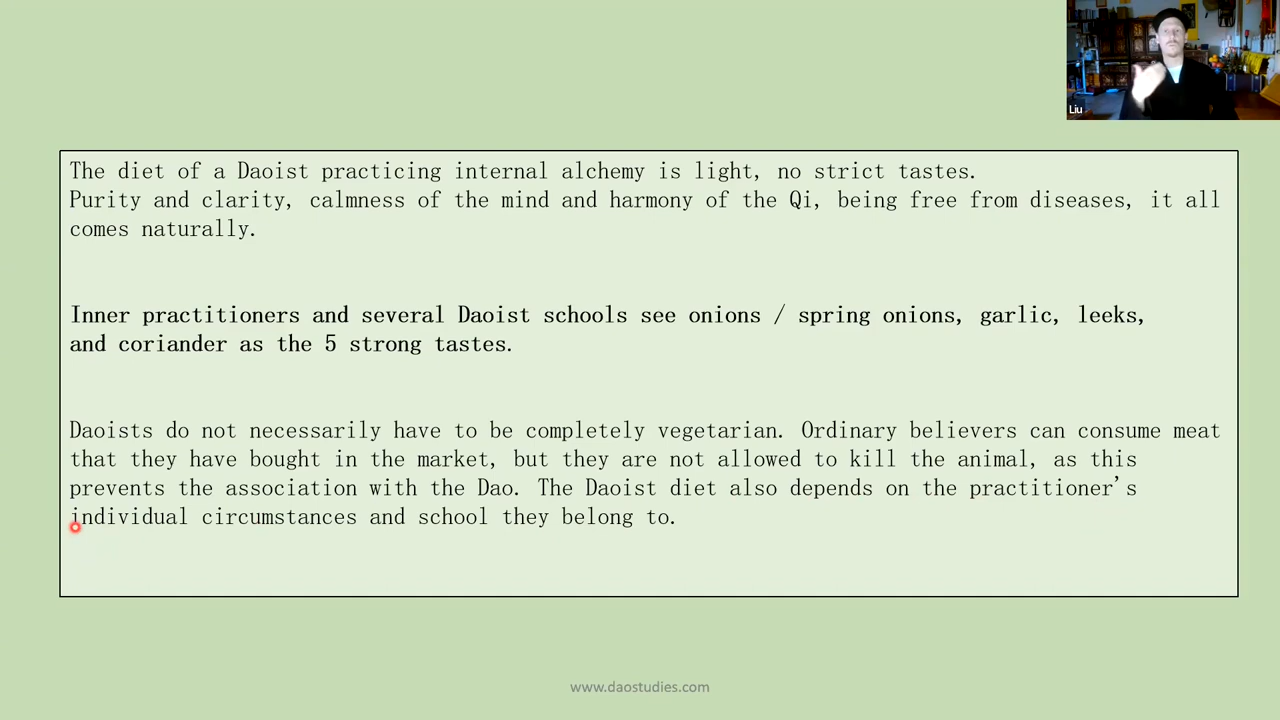 Liu
The diet of a Daoist practicing internal alchemy is light, no strict tastes.
Purity and clarity, calmness of the mind and harmony of the Qi, being free from diseases, it all
comes naturally.
Inner practitioners and several Daoist schools see onions / spring onions, garlic, leeks,
and coriander as the 5 strong tastes.
Daoists do not necessarily have to be completely vegetarian. Ordinary believers can consume meat
that they have bought in the market, but they are not allowed to kill the animal, as this
prevents the association with the Dao. The Daoist diet also depends on the practitioner's
individual circumstances and school they belong to.
www.daostudies.com